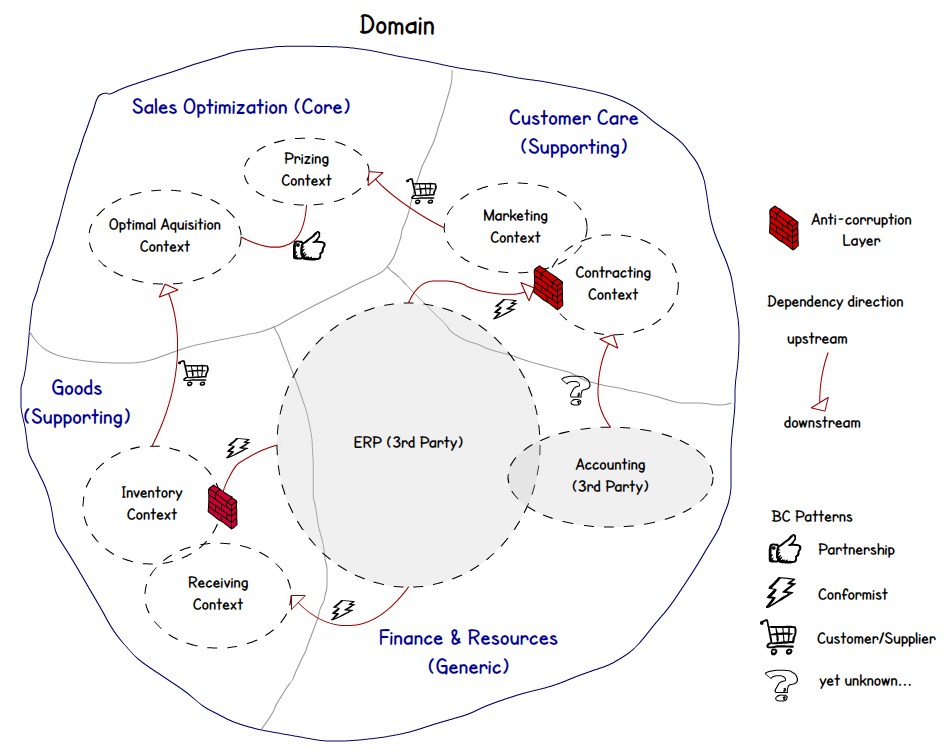 Domain
Sales Optimization (Core)
Customer Care
(Supporting)
Prizing
Context
Optimal Aquisition
Context
Marketing
Context
Contracting
Context
Goods
(Supporting)
ERP (3rd Party)
Accounting
(3rd Party)
Inventory
Context
Receiving
Context
Finance & Resources
(Generic)
Anti-corruption
Layer
Dependency direction
upstream
downstream
BC Patterns
Partnership
Conformist
Customer/Supplier
yet unknown...